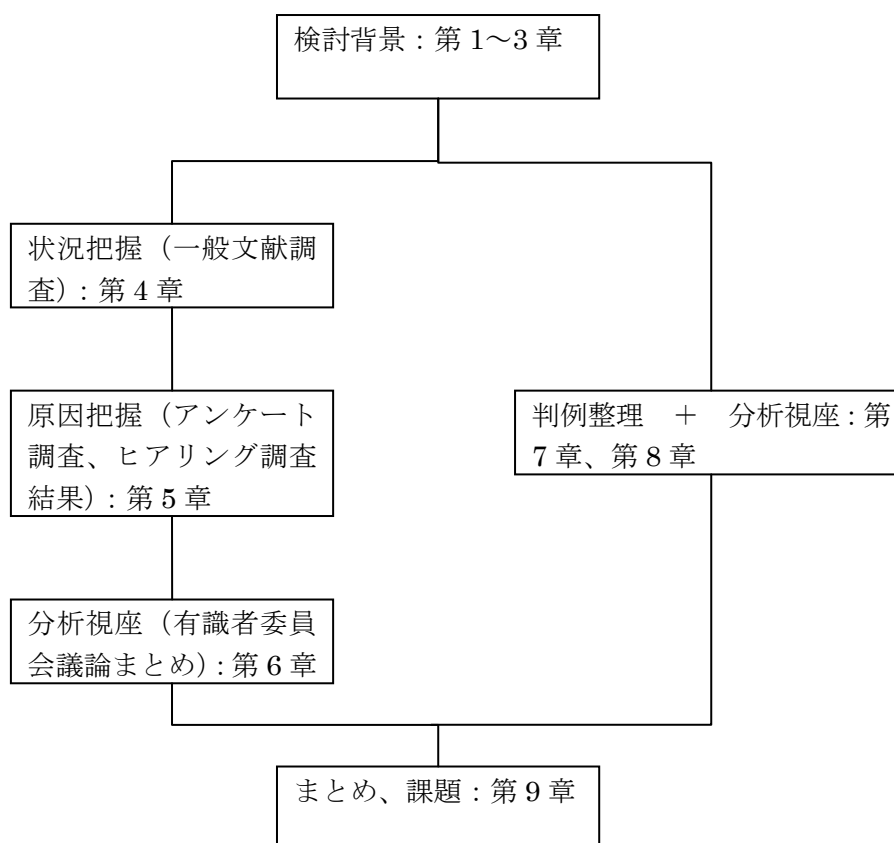 検討背景：第 1～3 章
状況把握（一般文献調
査）：第 4 章
原因把握（アンケート
調査、ヒアリング調査
結果）：第 5 章
判例整理　＋　分析視座：第
7 章、第 8 章
分析視座（有識者委員
会議論まとめ）：第 6 章
まとめ、課題：第 9 章